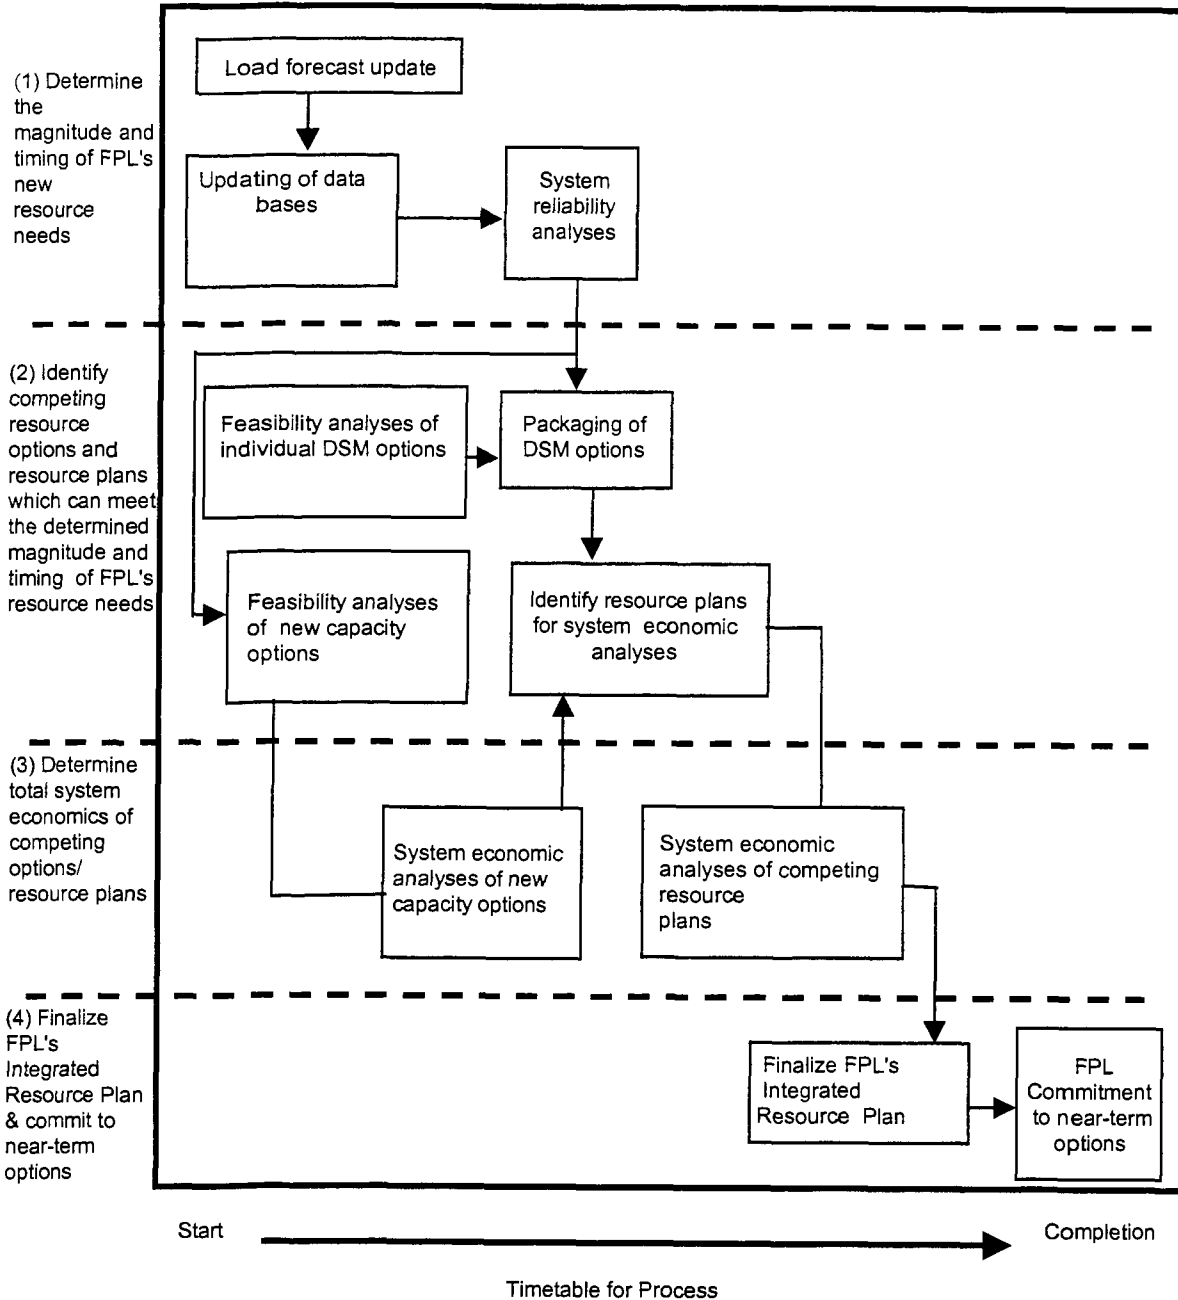 (1) Determine
the
magnitude and
timing of FPL's
new
resource
needs
Load forecast update
Updating of data
bases
System
reliability
analyses
(2) Identify
competing
resource
options and
resource plans
which can meet
the determined
magnitude and
timing of FPL's
resource needs
Feasibility analyses of
individual DSM options
Packaging of
DSM options
Feasibility analyses
of new capacity
options
Identify resource plans
for system economic
analyses
(3) Determine
total system
economics of
competing
options/
resource plans
System economic
analyses of new
capacity options
System economic
analyses of competing
resource
plans
(4) Finalize
FPL's
Integrated
Resource Plan
& commit to
near-term
options
Finalize FPL's
Integrated
Resource Plan
FPL
Commitment
to near-term
options
Start
Completion
Timetable for Process